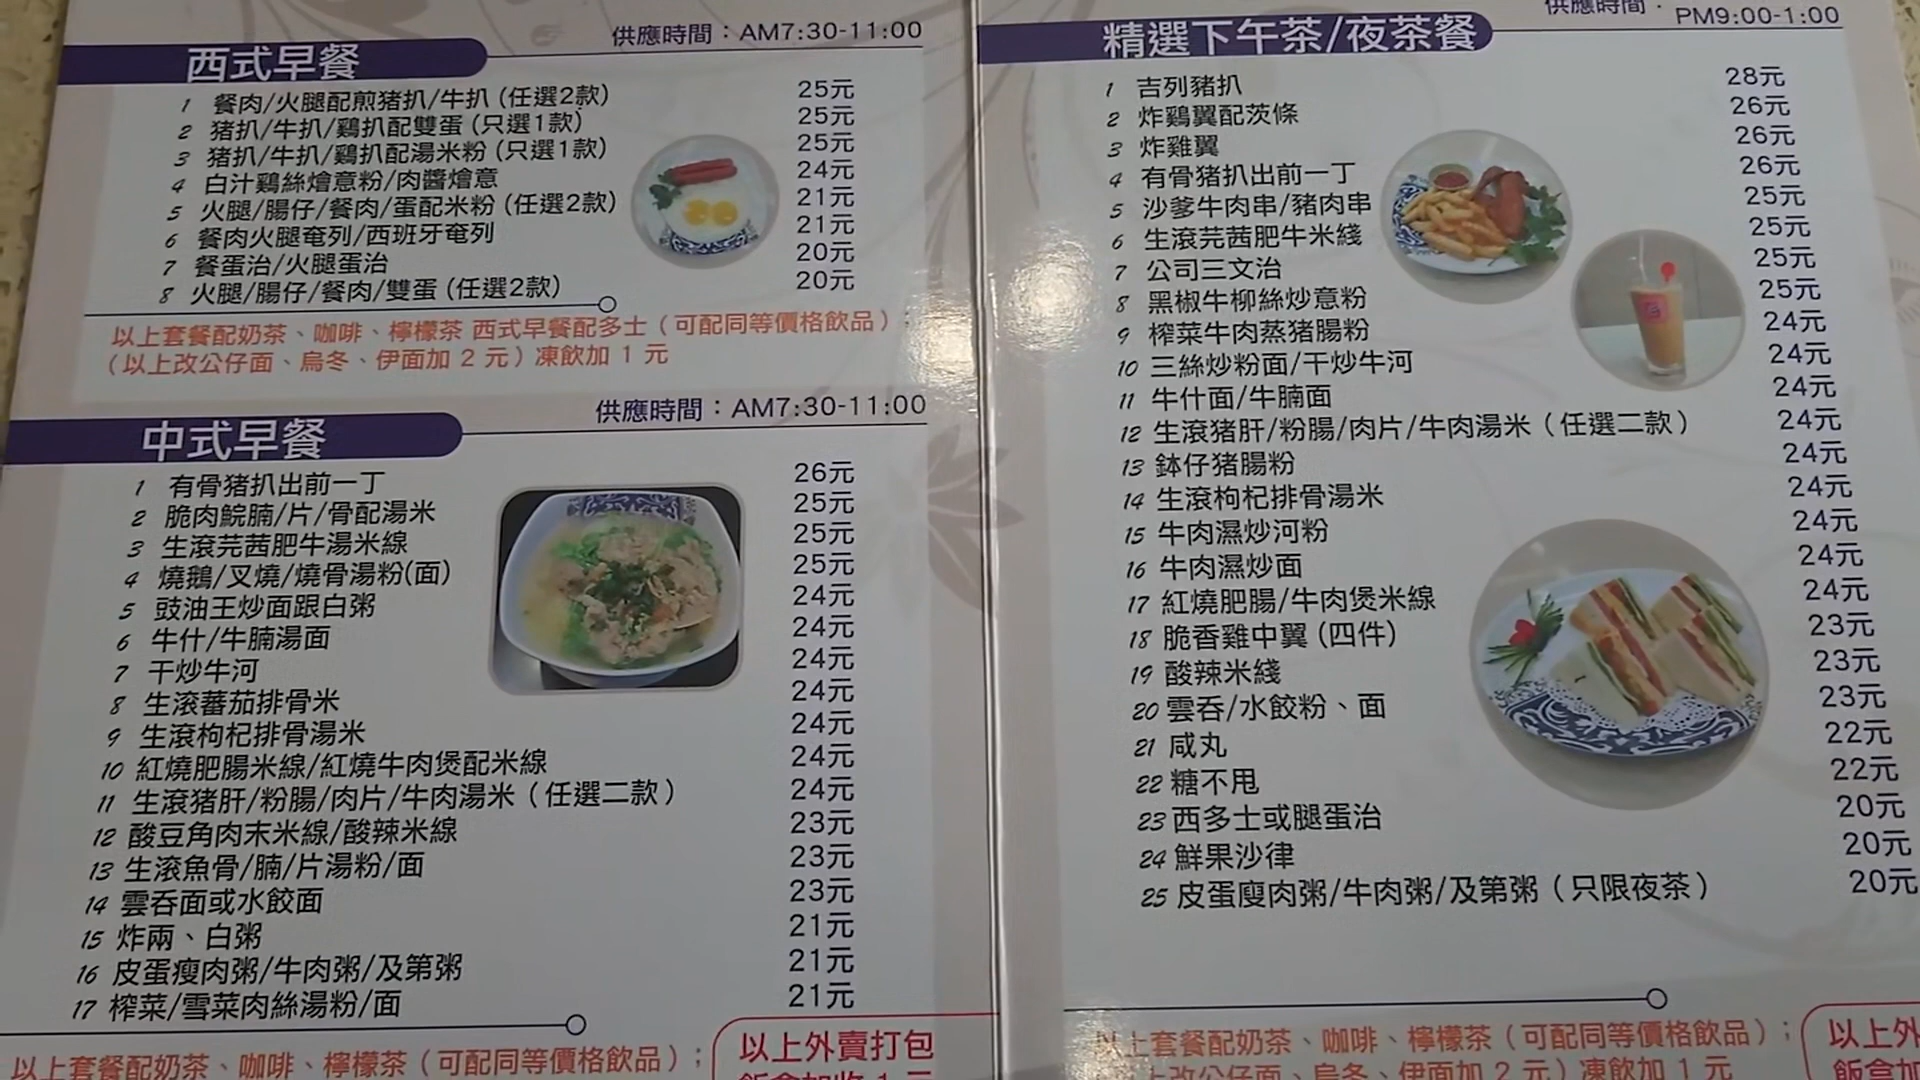 西式早餐
供應時間：AM7:30-11:00
1 餐肉/火腿配煎猪扒/牛扒 (任選2款) 25元
2 猪扒/牛扒/鷄扒配雙蛋 (只選1款) 25元
3 猪扒/牛扒/鷄扒配湯米粉 (只選1款) 25元
4 白汁鷄絲燴意粉/肉醬燴意 24元
5 火腿/腸仔/餐肉/蛋配米粉 (任選2款) 21元
6 餐肉火腿奄列/西班牙奄列 21元
7 餐蛋治/火腿蛋治 20元
8 火腿/腸仔/餐肉/雙蛋 (任選2款) 20元
以上套餐配奶茶、咖啡、檸檬茶 西式早餐配多士（可配同等價格飲品）
（以上改公仔面、烏冬、伊面加 2 元）凍飲加 1 元
中式早餐
供應時間：AM7:30-11:00
1 有骨猪扒出前一丁 26元
2 脆肉鯇腩/片/骨配湯米 25元
3 生滾芫茜肥牛湯米線 25元
4 燒鵝/叉燒/燒骨湯粉(面) 25元
5 豉油王炒面跟白粥 24元
6 牛什/牛腩湯面 24元
7 干炒牛河 24元
8 生滚蕃茄排骨米 24元
9 生滾枸杞排骨湯米 24元
10 紅燒肥腸米線/紅燒牛肉煲配米線 24元
11 生滾猪肝/粉腸/肉片/牛肉湯米（任選二款） 24元
12 酸豆角肉末米線/酸辣米線 23元
13 生滚魚骨/腩/片湯粉/面 23元
14 雲吞面或水餃面 23元
15 炸兩、白粥 21元
16 皮蛋瘦肉粥/牛肉粥/及第粥 21元
17 榨菜/雪菜肉絲湯粉/面 21元
以上套餐配奶茶、咖啡、檸檬茶（可配同等價格飲品）；
以上外賣打包
精選下午茶/夜茶餐
供應時間：
PM9:00-1:00
1 吉列豬扒 28元
2 炸鷄翼配茨條 26元
3 炸雞翼 26元
4 有骨猪扒出前一丁 26元
5 沙爹牛肉串/豬肉串 25元
6 生滾芫茜肥牛米綫 25元
7 公司三文治 25元
8 黑椒牛柳絲炒意粉 25元
9 榨菜牛肉蒸猪腸粉 24元
10 三絲炒粉面/干炒牛河 24元
11 牛什面/牛腩面 24元
12 生滾猪肝/粉腸/肉片/牛肉湯米（任選二款） 24元
13 鉢仔猪腸粉 24元
14 生滾枸杞排骨湯米 24元
15 牛肉濕炒河粉 24元
16 牛肉濕炒面 24元
17 紅燒肥腸/牛肉煲米線 24元
18 脆香雞中翼 (四件) 23元
19 酸辣米綫 23元
20 雲吞/水餃粉、面 23元
21 咸丸 22元
22 糖不甩 22元
23 西多士或腿蛋治 20元
24 鮮果沙律 20元
25 皮蛋廋肉粥/牛肉粥/及第粥（只限夜茶） 20元
上套餐配奶茶、咖啡、檸檬茶（可配同等價格飲品）；
上改公仔面、烏冬、伊面加 2 元）凍飲加 1 元
以上外